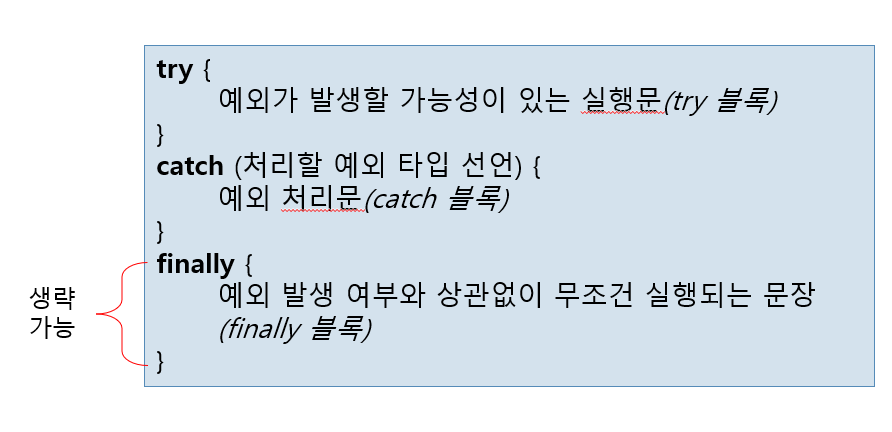 try {
예외가 발생할 가능성이 있는 실행문(try 블록)
}
catch (처리할 예외 타입 선언) {
예외 처리문(catch 블록)
}
finally {
예외 발생 여부와 상관없이 무조건 실행되는 문장
(finally 블록)
}
생략
가능